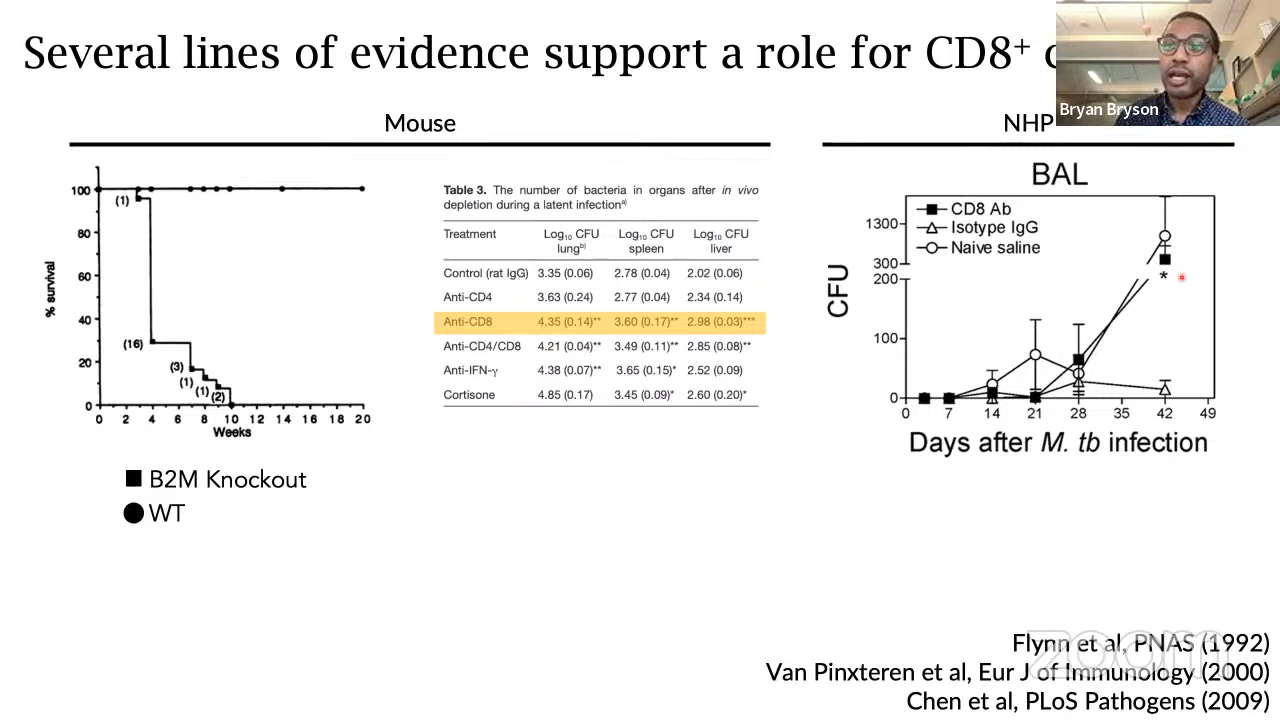 Several lines of evidence support a role for CD8⁺
Bryan Bryson
Mouse
NHP
100
80
60
40
20
0
% survival
(1)
(16)
(3)
(1)
(1)
(2)
0 2 4 6 8 10 12 14 16 18 20
Weeks
B2M Knockout
WT
Table 3. The number of bacteria in organs after in vivo
depletion during a latent infectionᵃ⁾
Treatment Log₁₀ CFU Log₁₀ CFU Log₁₀ CFU
lungᵇ⁾ spleen liver
Control (rat IgG) 3.35 (0.06) 2.78 (0.04) 2.02 (0.06)
Anti-CD4 3.63 (0.24) 2.77 (0.04) 2.34 (0.14)
Anti-CD8 4.35 (0.14)** 3.60 (0.17)** 2.98 (0.03)***
Anti-CD4/CD8 4.21 (0.04)** 3.49 (0.11)** 2.85 (0.08)**
Anti-IFN-γ 4.38 (0.07)** 3.65 (0.15)* 2.52 (0.09)
Cortisone 4.85 (0.17) 3.45 (0.09)* 2.60 (0.20)*
BAL
CD8 Ab
Isotype IgG
Naive saline
1300
300
200
100
0
CFU
*
0 7 14 21 28 35 42 49
Days after M. tb infection
Flynn et al, PNAS (1992)
Van Pinxteren et al, Eur J of Immunology (2000)
Chen et al, PLoS Pathogens (2009)
zoom